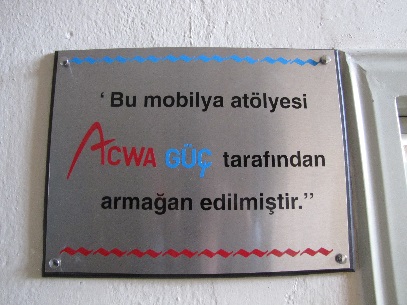 ‘Bu mobilya atölyesi
ACWA GÜÇ tarafından
armağan edilmiştir.”